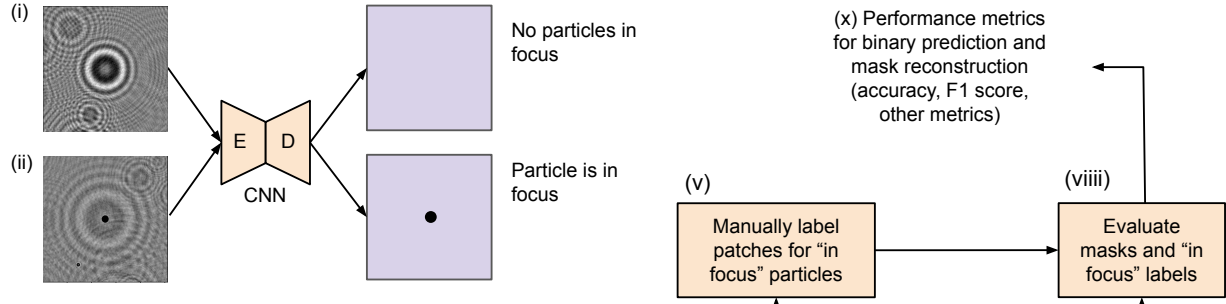 (i)
No particles in
focus
E
D
CNN
(ii)
Particle is in
focus
(x) Performance metrics
for binary prediction and
mask reconstruction
(accuracy, F1 score,
other metrics)
(v)
Manually label
patches for “in
focus” particles
(viiii)
Evaluate
masks and “in
focus” labels